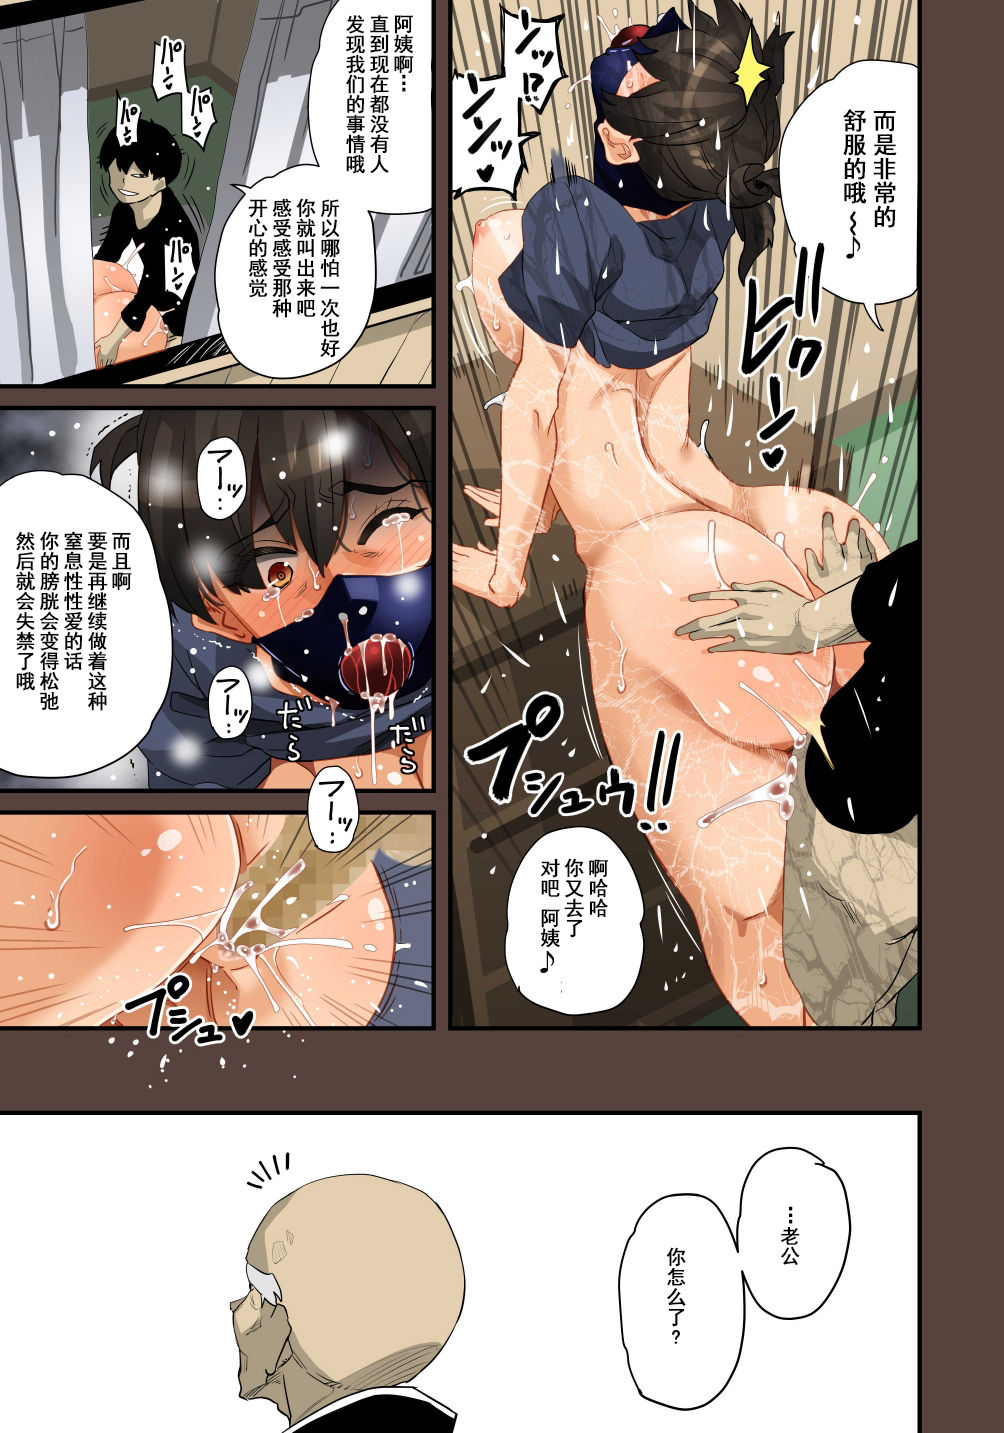 而是非常的
舒服的哦
～♪
ンッ
!?
ンンンーッ
ビクンッ
プシュウ!!
啊哈哈
你又去了
对吧 阿姨
♪
阿姨啊…
直到现在都没有人
发现我们的事情哦
所以哪怕一次也好
你就叫出来吧
感受感受那种
开心的感觉
パーン
パーン
パーン
パーン
フーッ…
フーッ…
だら〜
だら〜
而且啊
要是再继续做着这种
窒息性性爱的话
你的膀胱会变得松弛
然后就会失禁了哦
フーッ…
プシュ
…老公
你怎么了?